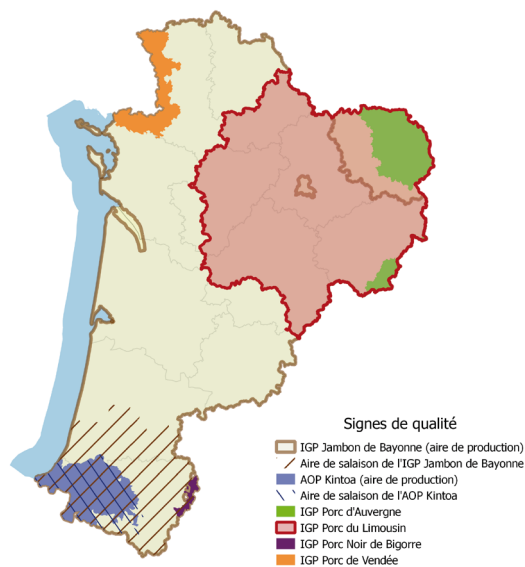 Signes de qualité
IGP Jambon de Bayonne (aire de production)
Aire de salaison de l'IGP Jambon de Bayonne
AOP Kintoa (aire de production)
Aire de salaison de l'AOP Kintoa
IGP Porc d'Auvergne
IGP Porc du Limousin
IGP Porc Noir de Bigorre
IGP Porc de Vendée